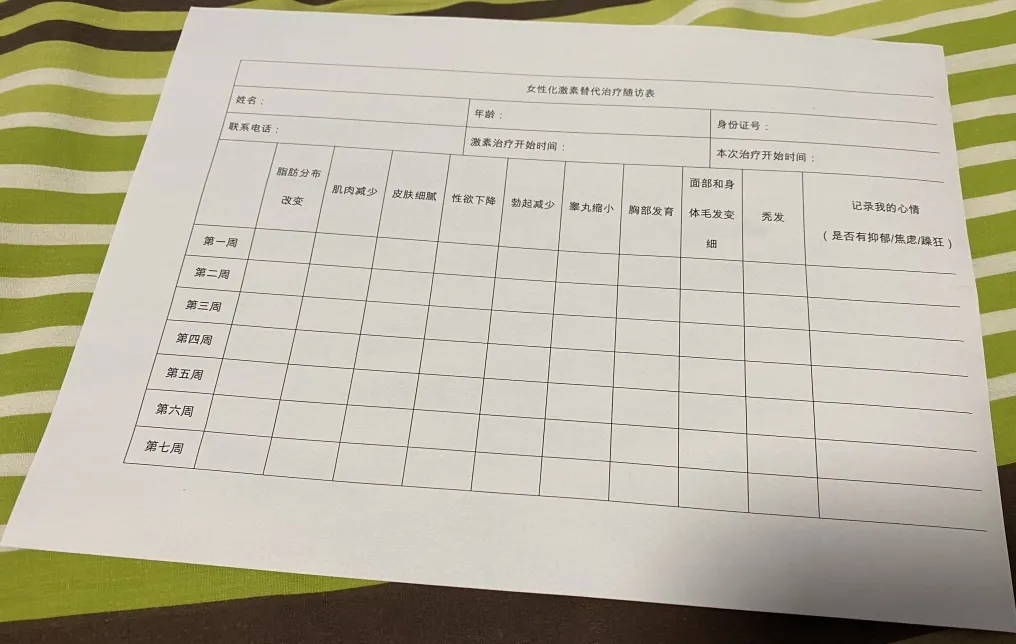 女性化激素替代治疗随访表
姓名：
年龄：
身份证号：
联系电话：
激素治疗开始时间：
本次治疗开始时间：
脂肪分布
改变
肌肉减少
皮肤细腻
性欲下降
勃起减少
睾丸缩小
胸部发育
面部和身
体毛发变
细
秃发
记录我的心情
（是否有抑郁/焦虑/躁狂）
第一周
第二周
第三周
第四周
第五周
第六周
第七周